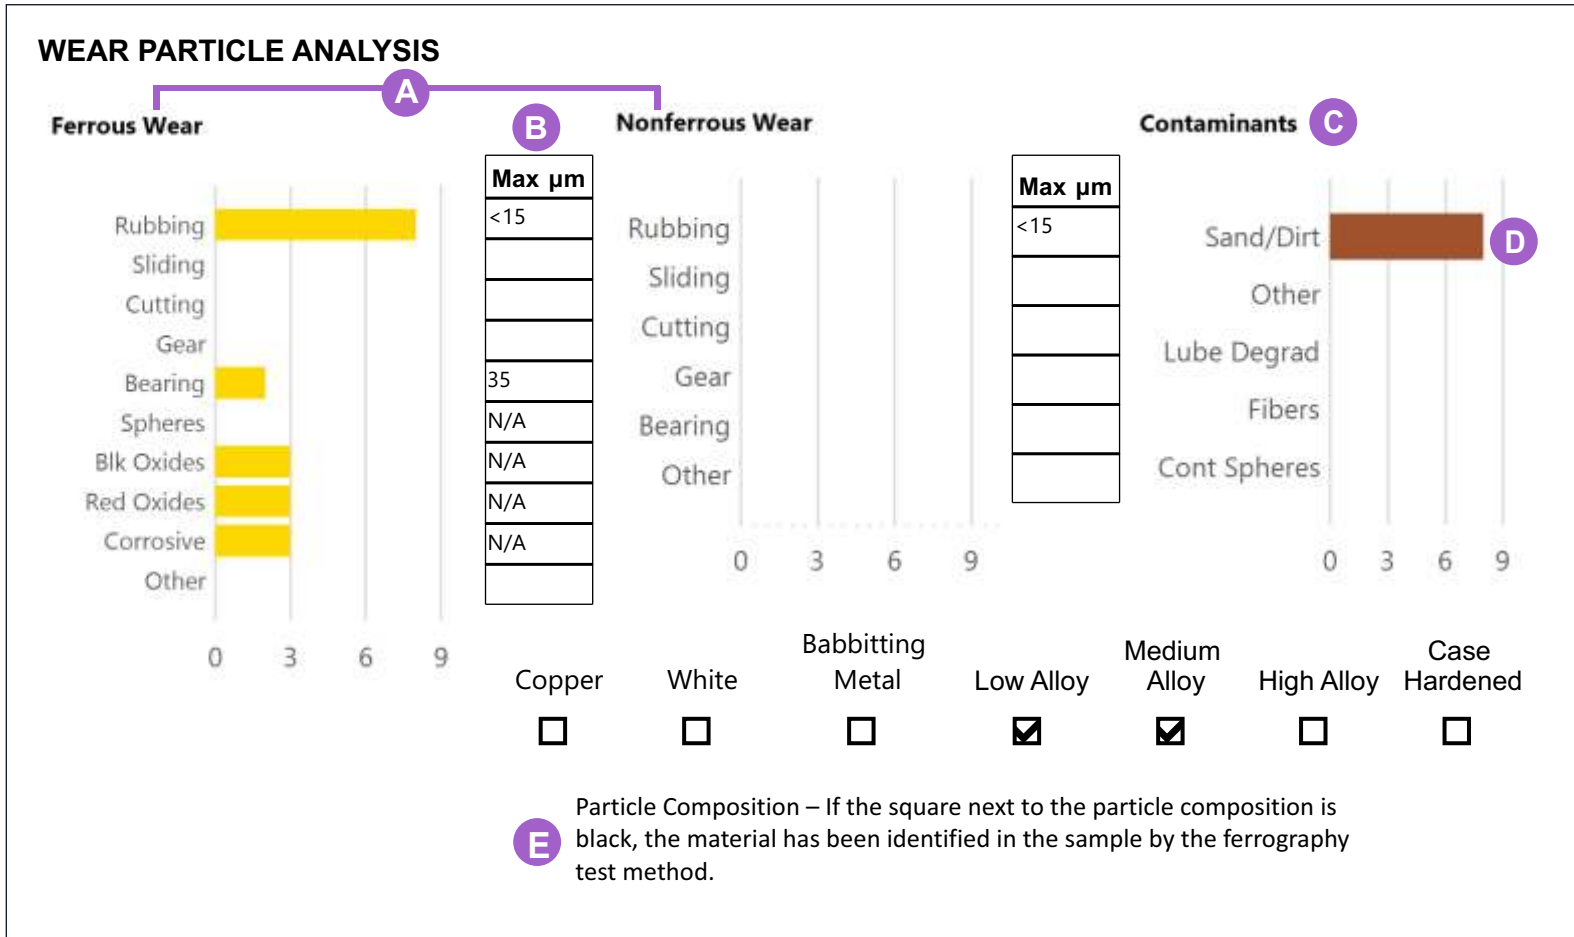 WEAR PARTICLE ANALYSIS
A
Ferrous Wear
B
Nonferrous Wear
Contaminants
C
Max µm
Rubbing
<15
Sliding
Cutting
Gear
Bearing
35
Spheres
N/A
Blk Oxides
N/A
Red Oxides
N/A
Corrosive
N/A
Other
0 3 6 9
Max µm
Rubbing
<15
Sliding
Cutting
Gear
Bearing
Other
0 3 6 9
Sand/Dirt
D
Other
Lube Degrad
Fibers
Cont Spheres
0 3 6 9
Copper
White
Babbitting
Metal
Low Alloy
Medium
Alloy
High Alloy
Case
Hardened
E
Particle Composition – If the square next to the particle composition is
black, the material has been identified in the sample by the ferrography
test method.